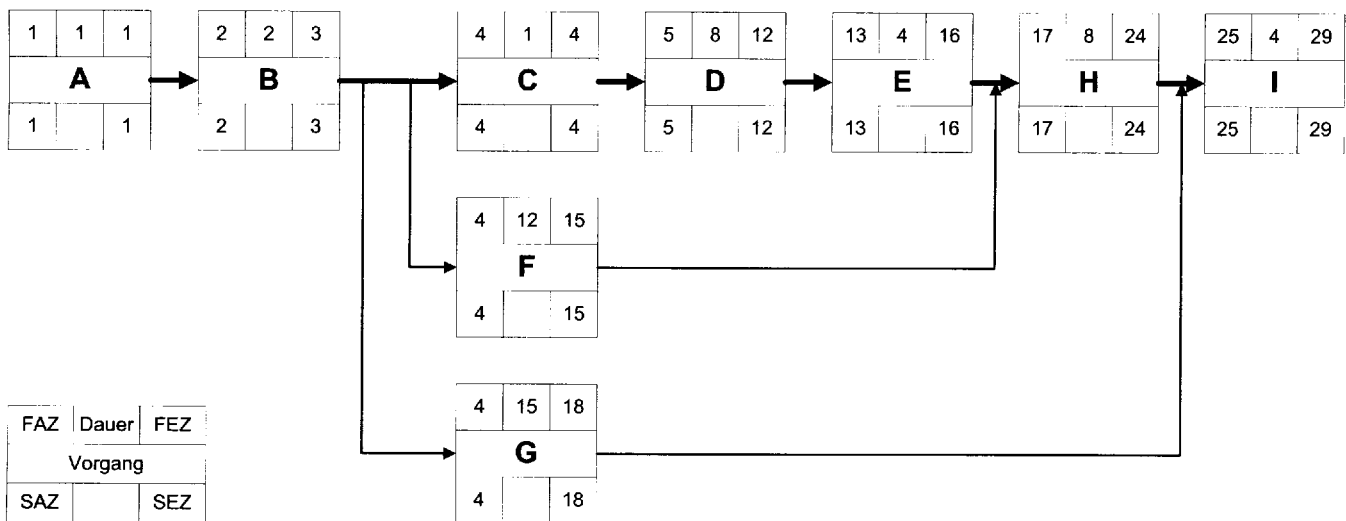 1 1 1 2 2 3 4 1 4 5 8 12 13 4 16 17 8 24 25 4 29
A B C D E H I
1 1 2 3 4 4 5 12 13 16 17 24 25 29
4 12 15
F
4 15
4 15 18
G
4 18
FAZ Dauer FEZ
Vorgang
SAZ SEZ